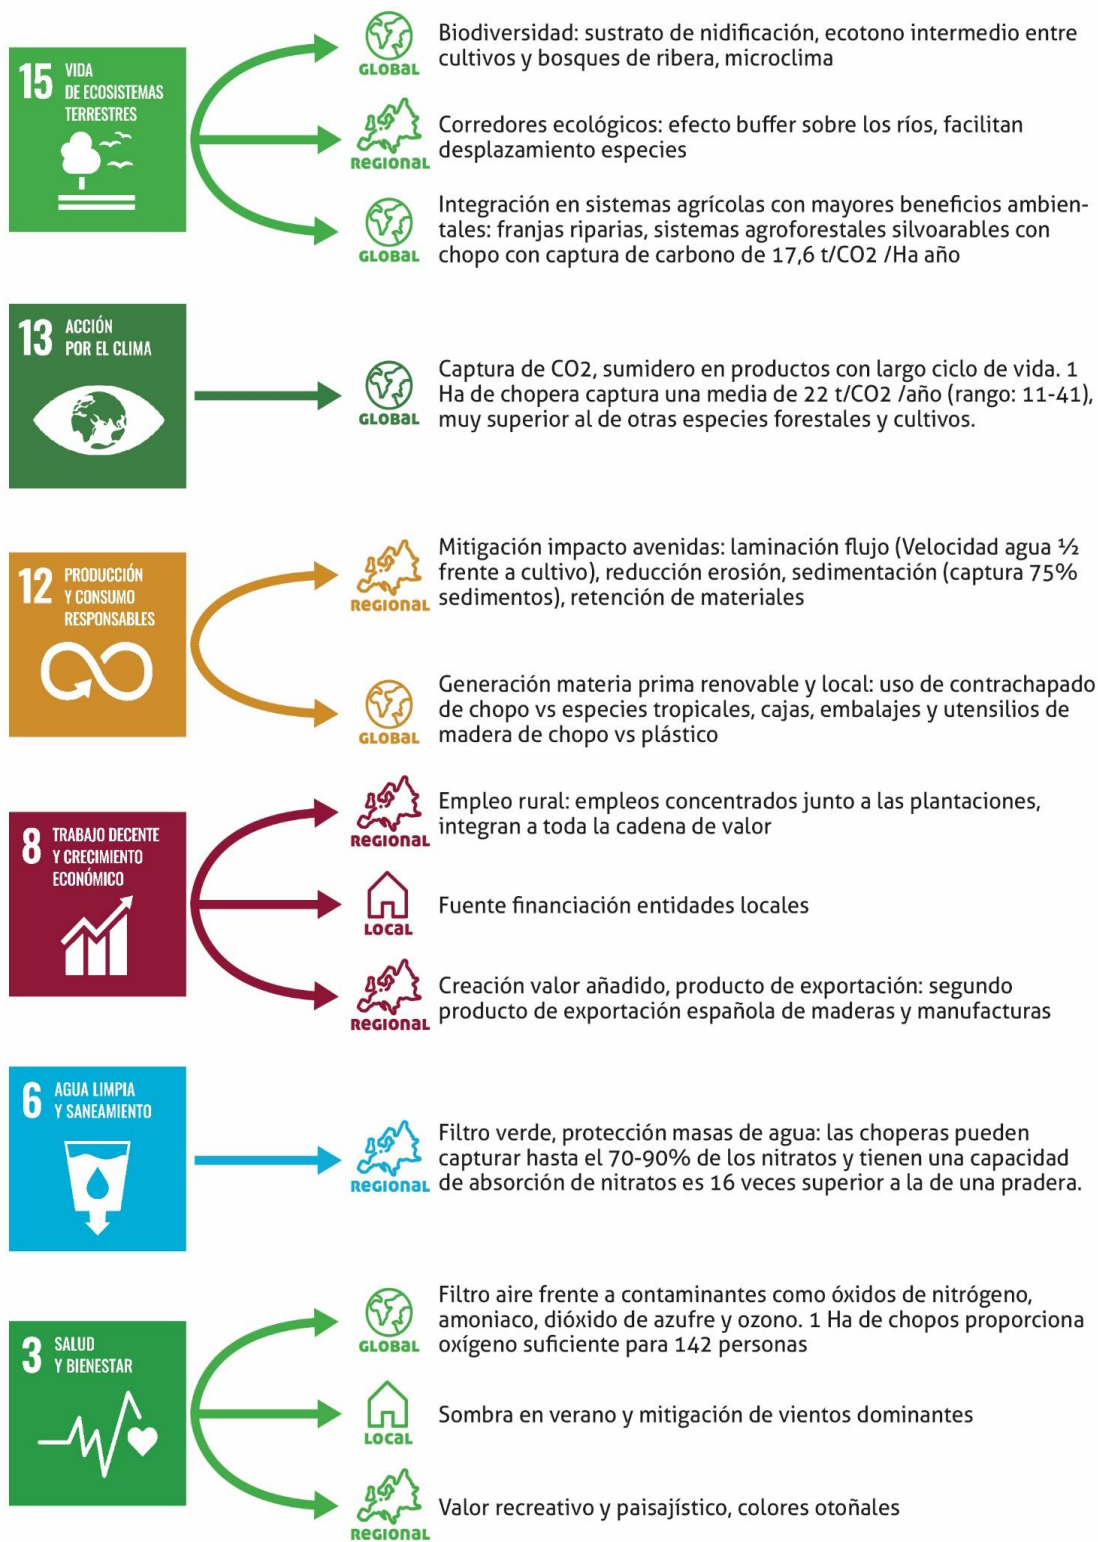 15 VIDA
DE ECOSISTEMAS
TERRESTRES
GLOBAL
Biodiversidad: sustrato de nidificación, ecotono intermedio entre
cultivos y bosques de ribera, microclima
REGIONAL
Corredores ecológicos: efecto buffer sobre los ríos, facilitan
desplazamiento especies
GLOBAL
Integración en sistemas agrícolas con mayores beneficios ambien-
tales: franjas riparias, sistemas agroforestales silvoarables con
chopo con captura de carbono de 17,6 t/CO2 /Ha año
13 ACCIÓN
POR EL CLIMA
GLOBAL
Captura de CO2, sumidero en productos con largo ciclo de vida. 1
Ha de chopera captura una media de 22 t/CO2 /año (rango: 11-41),
muy superior al de otras especies forestales y cultivos.
12 PRODUCCIÓN
Y CONSUMO
RESPONSABLES
REGIONAL
Mitigación impacto avenidas: laminación flujo (Velocidad agua ½
frente a cultivo), reducción erosión, sedimentación (captura 75%
sedimentos), retención de materiales
GLOBAL
Generación materia prima renovable y local: uso de contrachapado
de chopo vs especies tropicales, cajas, embalajes y utensilios de
madera de chopo vs plástico
8 TRABAJO DECENTE
Y CRECIMIENTO
ECONÓMICO
REGIONAL
Empleo rural: empleos concentrados junto a las plantaciones,
integran a toda la cadena de valor
LOCAL
Fuente financiación entidades locales
REGIONAL
Creación valor añadido, producto de exportación: segundo
producto de exportación española de maderas y manufacturas
6 AGUA LIMPIA
Y SANEAMIENTO
REGIONAL
Filtro verde, protección masas de agua: las choperas pueden
capturar hasta el 70-90% de los nitratos y tienen una capacidad
de absorción de nitratos es 16 veces superior a la de una pradera.
3 SALUD
Y BIENESTAR
GLOBAL
Filtro aire frente a contaminantes como óxidos de nitrógeno,
amoniaco, dióxido de azufre y ozono. 1 Ha de chopos proporciona
oxígeno suficiente para 142 personas
LOCAL
Sombra en verano y mitigación de vientos dominantes
REGIONAL
Valor recreativo y paisajístico, colores otoñales